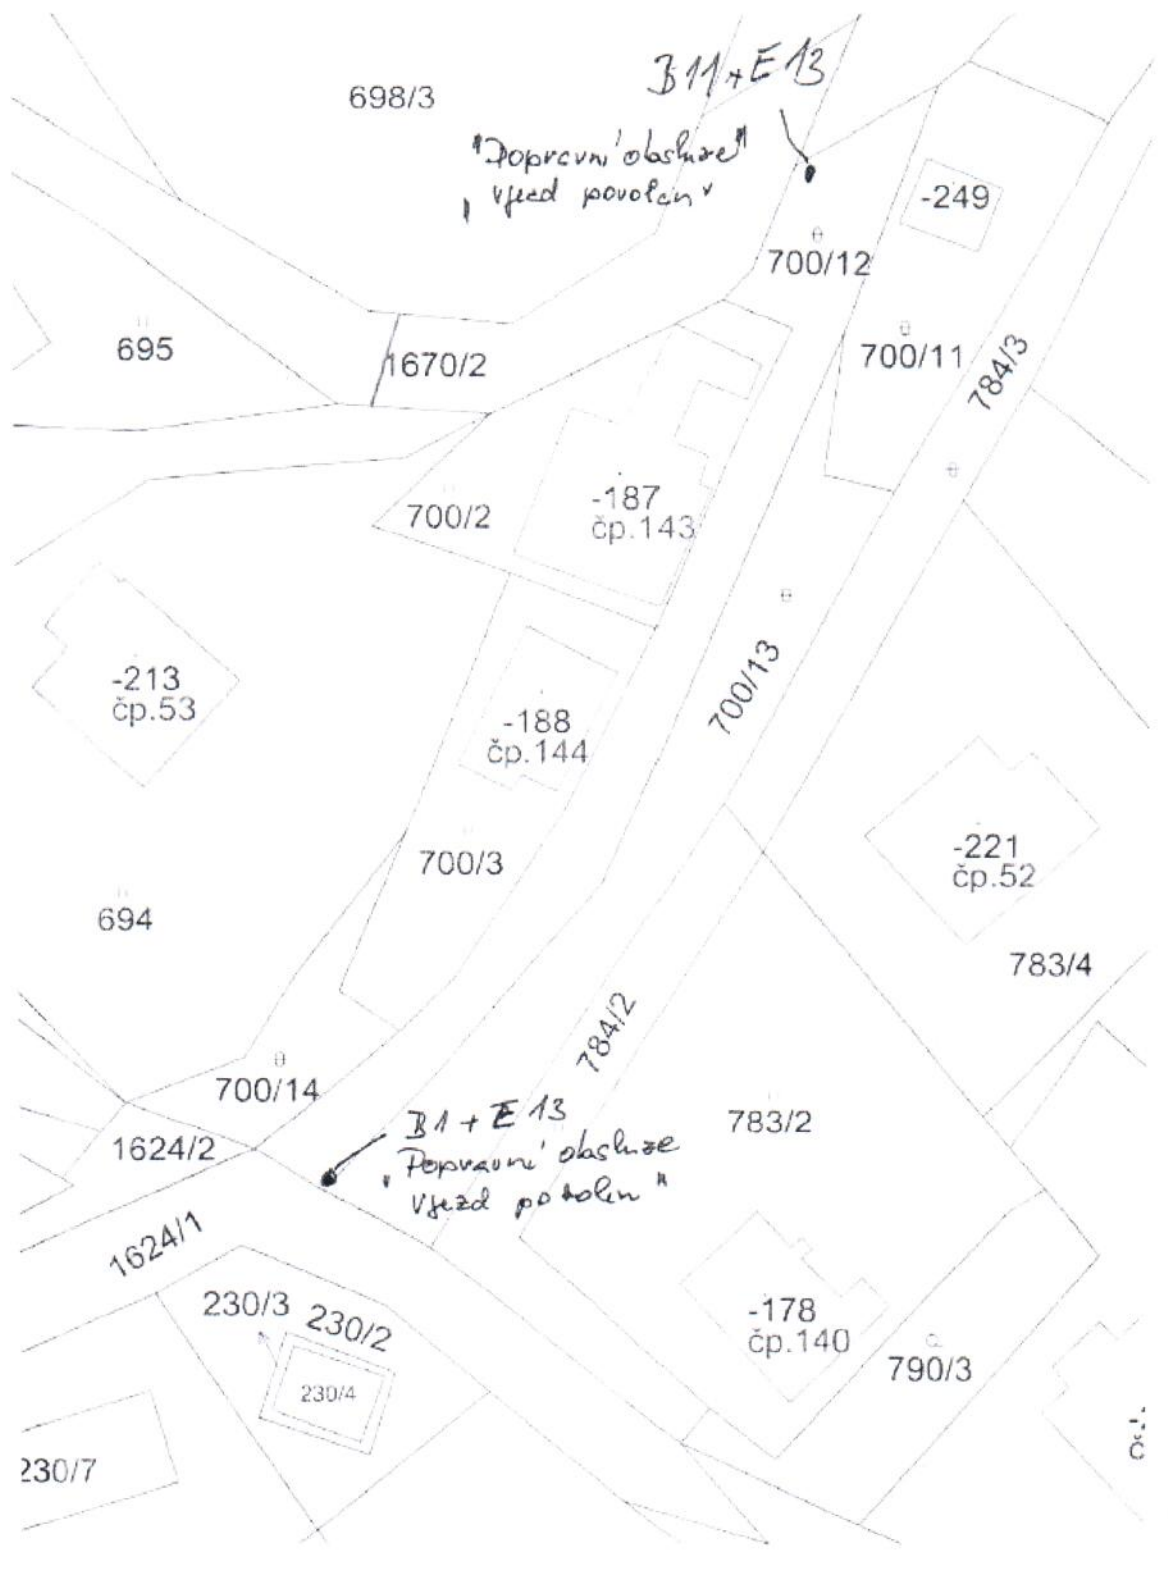 B11 + E 13
698/3
"Dopravní obsluze
vjezd povolen"
-249
700/12
695
1670/2
700/11
784/3
-187
čp.143
700/2
-213
čp.53
700/13
-188
čp.144
-221
čp.52
700/3
694
783/4
784/2
700/14
B1 + E 13
783/2
1624/2
"Dopravní obsluze
vjezd povolen"
1624/1
230/3
230/2
-178
čp.140
790/3
230/4
230/7